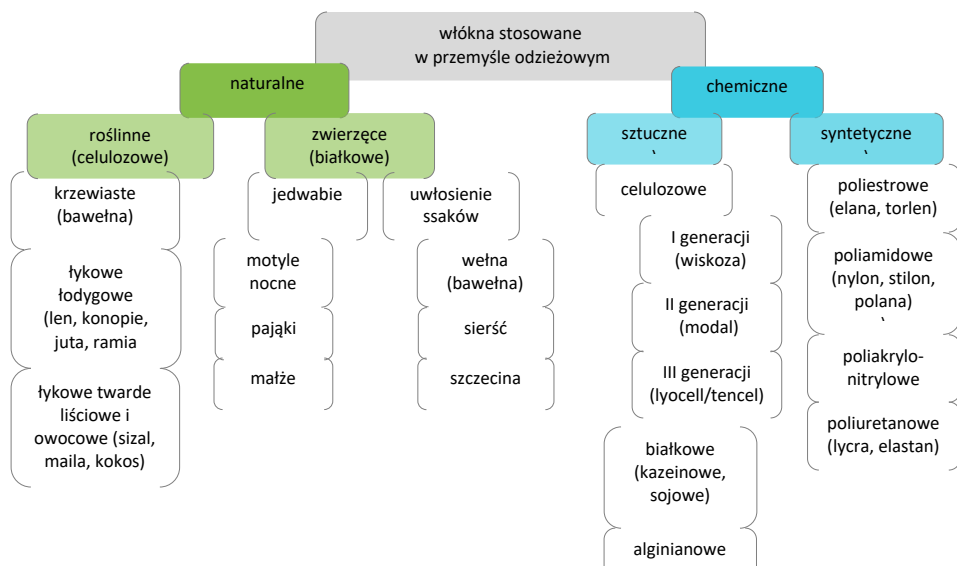 włókna stosowane
w przemyśle odzieżowym
naturalne
chemiczne
roślinne
(celulozowe)
zwierzęce
(białkowe)
sztuczne
syntetyczne
krzewiaste
(bawełna)
łykowe
łodygowe
(len, konopie,
juta, ramia
łykowe twarde
liściowe i
owocowe (sizal,
maila, kokos)
jedwabie
motyle
nocne
pająki
małże
uwłosienie
ssaków
wełna
(bawełna)
sierść
szczecina
celulozowe
I generacji
(wiskoza)
II generacji
(modal)
III generacji
(lyocell/tencel)
białkowe
(kazeinowe,
sojowe)
alginianowe
poliestrowe
(elana, torlen)
poliamidowe
(nylon, stilon,
polana)
poliakrylo-
nitrylowe
poliuretanowe
(lycra, elastan)